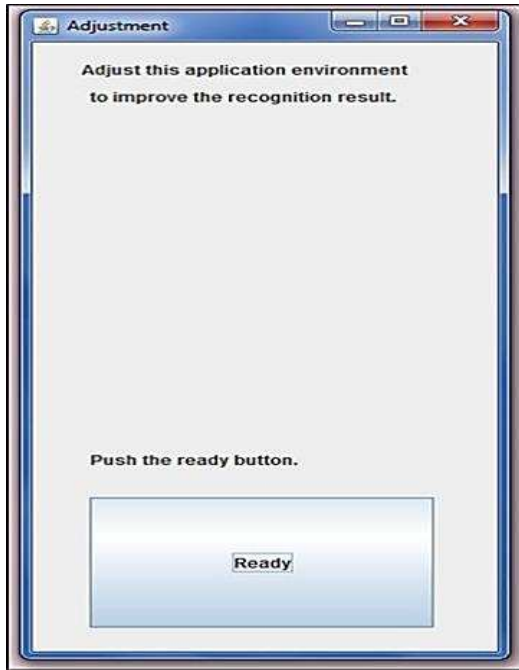 Adjustment
Adjust this application environment
to improve the recognition result.
Push the ready button.
Ready